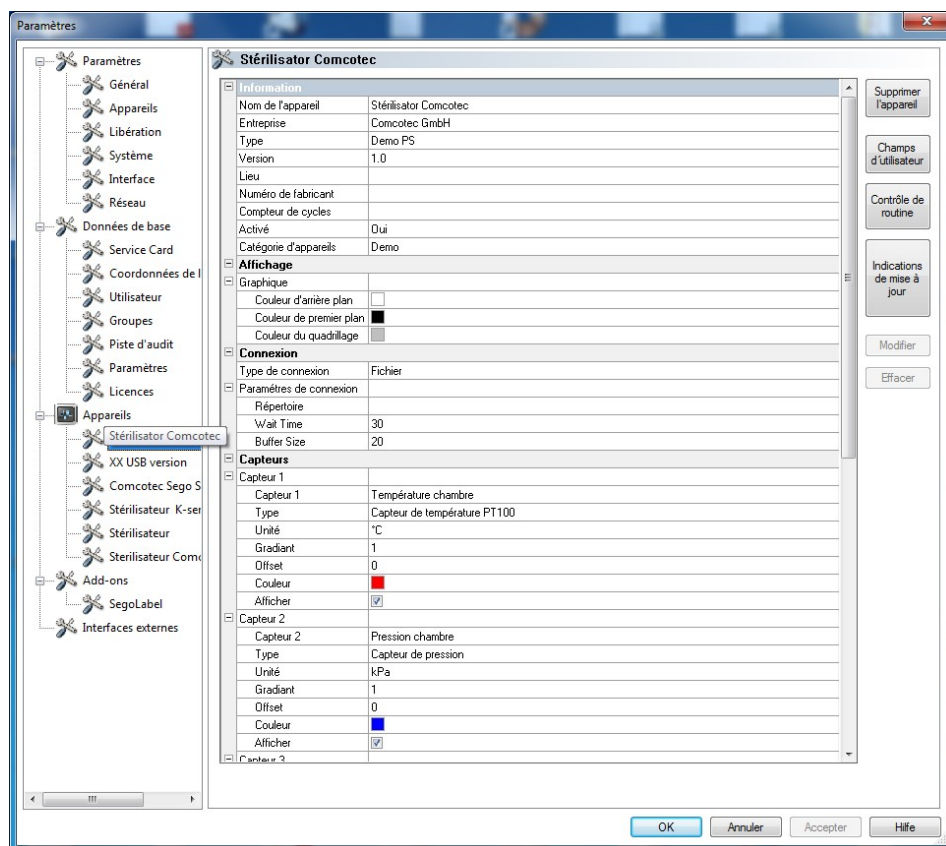 Paramètres
Paramètres
Général
Appareils
Libération
Système
Interface
Réseau
Données de base
Service Card
Coordonnées de l
Utilisateur
Groupes
Piste d'audit
Paramètres
Licences
Appareils
Stérilisator Comcotec
XX USB version
Comcotec Sego S
Stérilisateur K-ser
Stérilisateur
Sterilisateur Como
Add-ons
SegoLabel
Interfaces externes
Stérilisator Comcotec
Information
Nom de l'appareil Stérilisator Comcotec
Entreprise Comcotec GmbH
Type Demo PS
Version 1.0
Lieu
Numéro de fabricant
Compteur de cycles
Activé Oui
Catégorie d'appareils Demo
Affichage
Graphique
Couleur d'arrière plan
Couleur de premier plan
Couleur du quadrillage
Connexion
Type de connexion Fichier
Paramétres de connexion
Répertoire
Wait Time 30
Buffer Size 20
Capteurs
Capteur 1
Capteur 1 Température chambre
Type Capteur de température PT100
Unité °C
Gradiant 1
Offset 0
Couleur
Afficher
Capteur 2
Capteur 2 Pression chambre
Type Capteur de pression
Unité kPa
Gradiant 1
Offset 0
Couleur
Afficher
Capteur 3
Supprimer
l'appareil
Champs
d´utilisateur
Contrôle de
routine
Indications
de mise à
jour
Modifier
Effacer
OK Annuler Accepter Hilfe